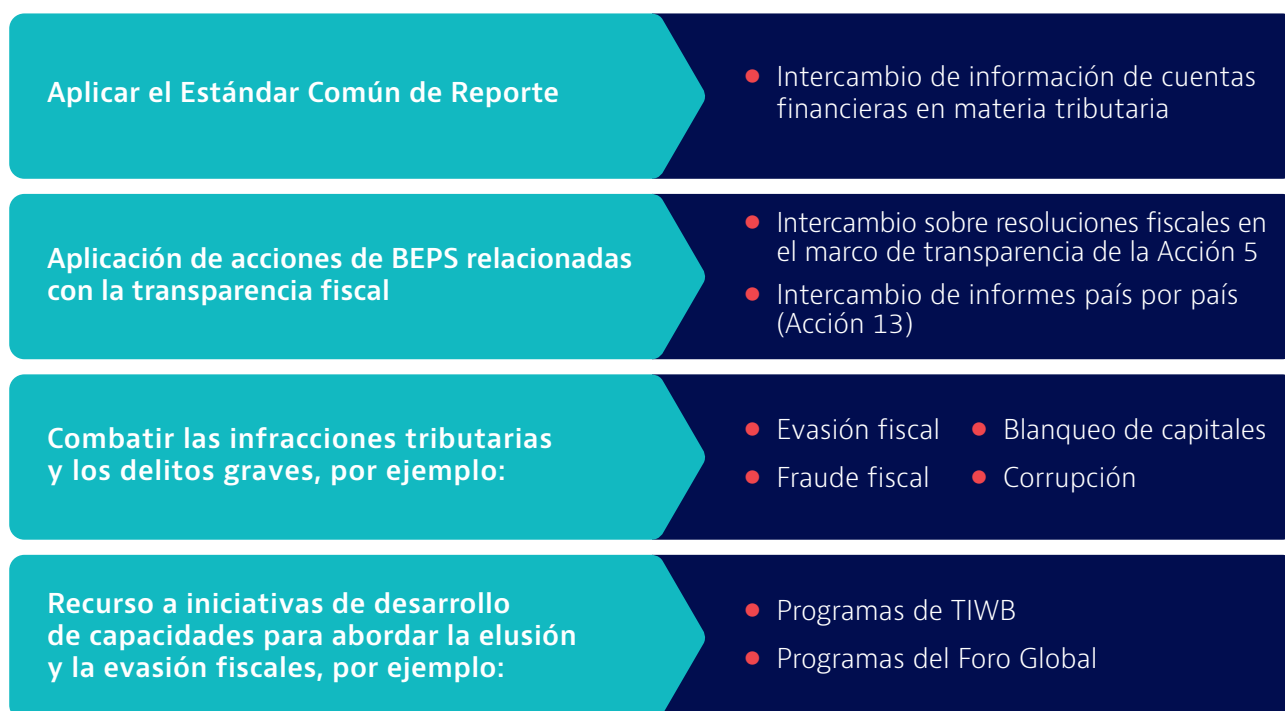 Aplicar el Estándar Común de Reporte
Intercambio de información de cuentas
financieras en materia tributaria
Aplicación de acciones de BEPS relacionadas
con la transparencia fiscal
Intercambio sobre resoluciones fiscales en
el marco de transparencia de la Acción 5
Intercambio de informes país por país
(Acción 13)
Combatir las infracciones tributarias
y los delitos graves, por ejemplo:
Evasión fiscal
Blanqueo de capitales
Fraude fiscal
Corrupción
Recurso a iniciativas de desarrollo
de capacidades para abordar la elusión
y la evasión fiscales, por ejemplo:
Programas de TIWB
Programas del Foro Global